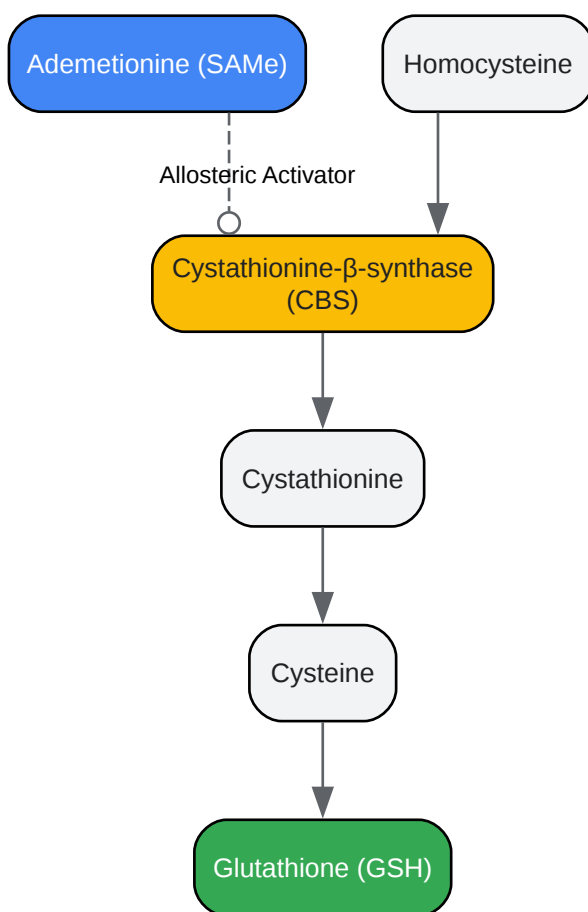 Ademetionine (SAMe)
Homocysteine
Allosteric Activator
Cystathionine-β-synthase
(CBS)
Cystathionine
Cysteine
Glutathione (GSH)